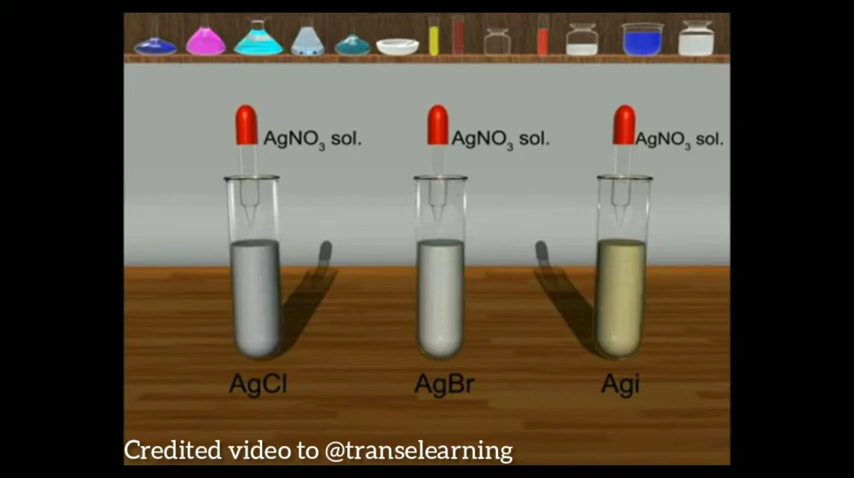 AgNO₃ sol.
AgNO₃ sol.
AgNO₃ sol.
AgCl
AgBr
Agi
Credited video to @transelearning